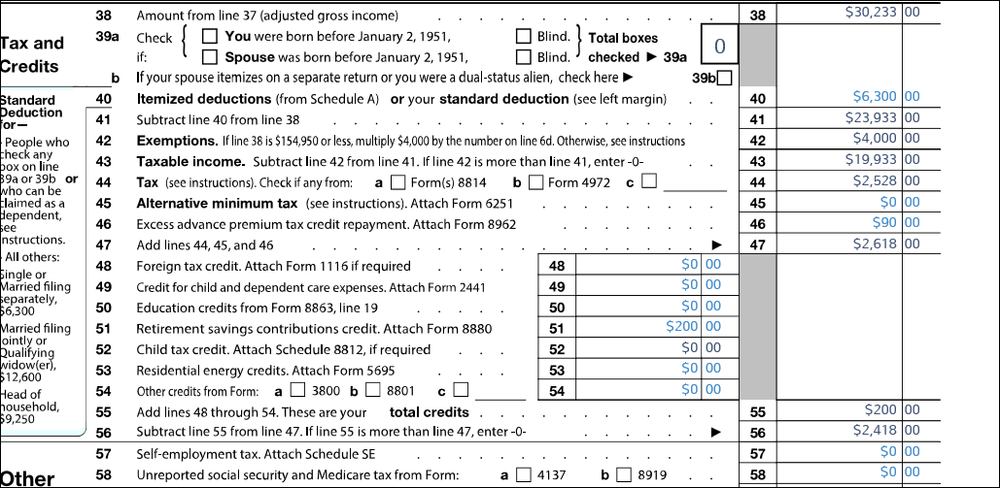 38 Amount from line 37 (adjusted gross income) . . . . . . . . . . . . . 38 $30,233 00
Tax and Credits
39a Check if: { You were born before January 2, 1951, Blind. } Total boxes
Spouse was born before January 2, 1951, Blind. checked ▶ 39a 0
b If your spouse itemizes on a separate return or you were a dual-status alien, check here ▶ 39b
Standard
Deduction
for—
· People who
check any
box on line
39a or 39b or
who can be
claimed as a
dependent,
see
instructions.
· All others:
Single or
Married filing
separately,
$6,300
Married filing
jointly or
Qualifying
widow(er),
$12,600
Head of
household,
$9,250
40 Itemized deductions (from Schedule A) or your standard deduction (see left margin) . . 40 $6,300 00
41 Subtract line 40 from line 38 . . . . . . . . . . . . . . . . . 41 $23,933 00
42 Exemptions. If line 38 is $154,950 or less, multiply $4,000 by the number on line 6d. Otherwise, see instructions 42 $4,000 00
43 Taxable income. Subtract line 42 from line 41. If line 42 is more than line 41, enter -0- . . 43 $19,933 00
44 Tax (see instructions). Check if any from: a Form(s) 8814 b Form 4972 c 44 $2,528 00
45 Alternative minimum tax (see instructions). Attach Form 6251 . . . . . . . . . 45 $0 00
46 Excess advance premium tax credit repayment. Attach Form 8962 . . . . . . . . 46 $90 00
47 Add lines 44, 45, and 46 . . . . . . . . . . . . . . . . . ▶ 47 $2,618 00
48 Foreign tax credit. Attach Form 1116 if required . . . . 48 $0 00
49 Credit for child and dependent care expenses. Attach Form 2441 49 $0 00
50 Education credits from Form 8863, line 19 . . . . . 50 $0 00
51 Retirement savings contributions credit. Attach Form 8880 51 $200 00
52 Child tax credit. Attach Schedule 8812, if required . . . 52 $0 00
53 Residential energy credits. Attach Form 5695 . . . . 53 $0 00
54 Other credits from Form: a 3800 b 8801 c 54 $0 00
55 Add lines 48 through 54. These are your total credits . . . . . . . . . . . 55 $200 00
56 Subtract line 55 from line 47. If line 55 is more than line 47, enter -0- . . . . . . ▶ 56 $2,418 00
57 Self-employment tax. Attach Schedule SE . . . . . . . . . . . . . 57 $0 00
Other
58 Unreported social security and Medicare tax from Form: a 4137 b 8919 . . 58 $0 00